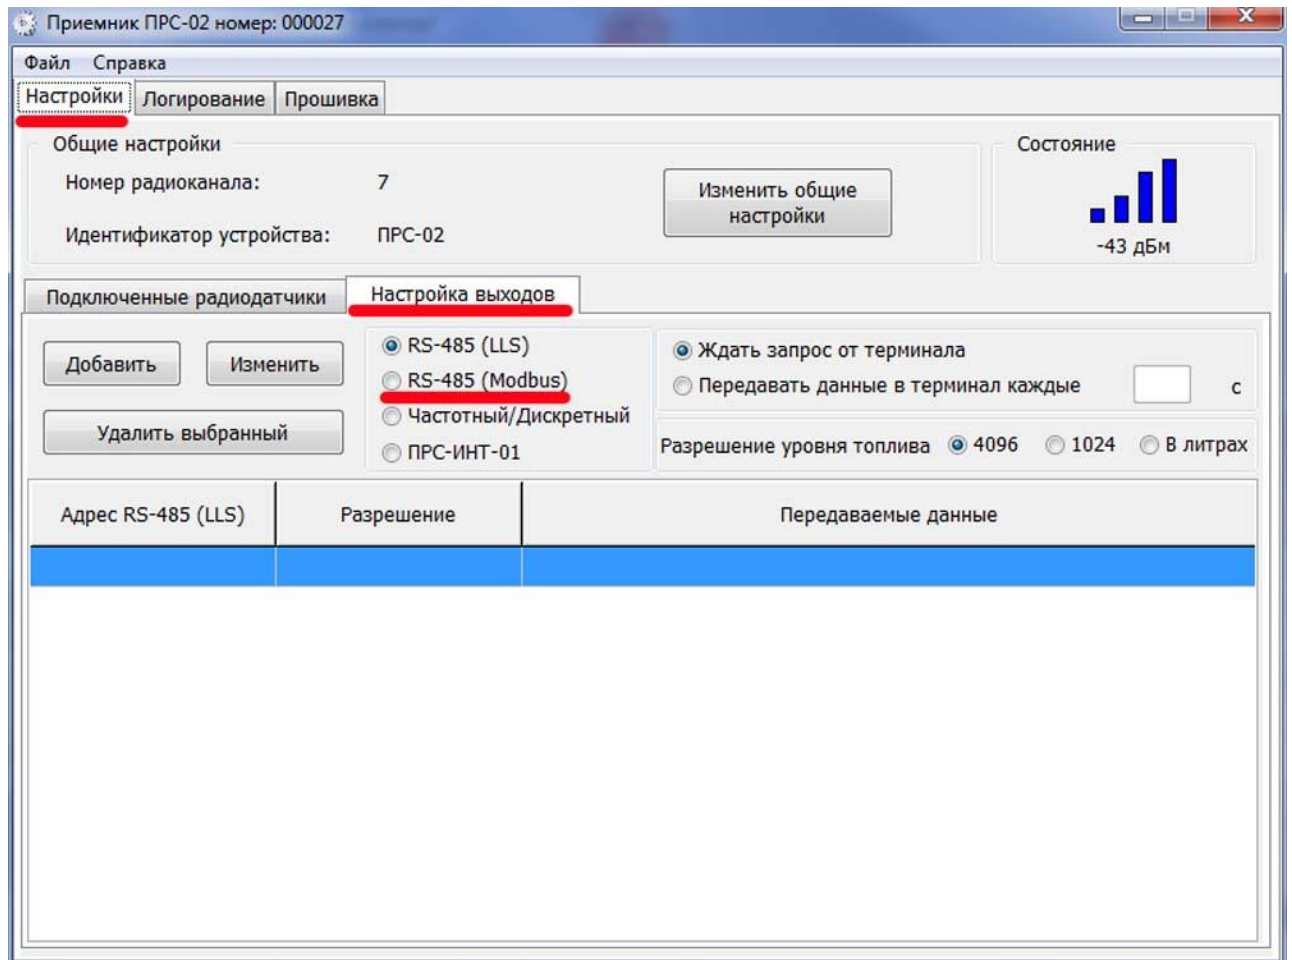 Приемник ПРС-02 номер: 000027
Файл Справка
Настройки Логирование Прошивка
Общие настройки
Состояние
Номер радиоканала: 7
Изменить общие
настройки
Идентификатор устройства: ПРС-02
-43 дБм
Подключенные радиодатчики Настройка выходов
Добавить Изменить
Удалить выбранный
RS-485 (LLS)
RS-485 (Modbus)
Частотный/Дискретный
ПРС-ИНТ-01
Ждать запрос от терминала
Передавать данные в терминал каждые с
Разрешение уровня топлива 4096 1024 В литрах
Адрес RS-485 (LLS) Разрешение Передаваемые данные